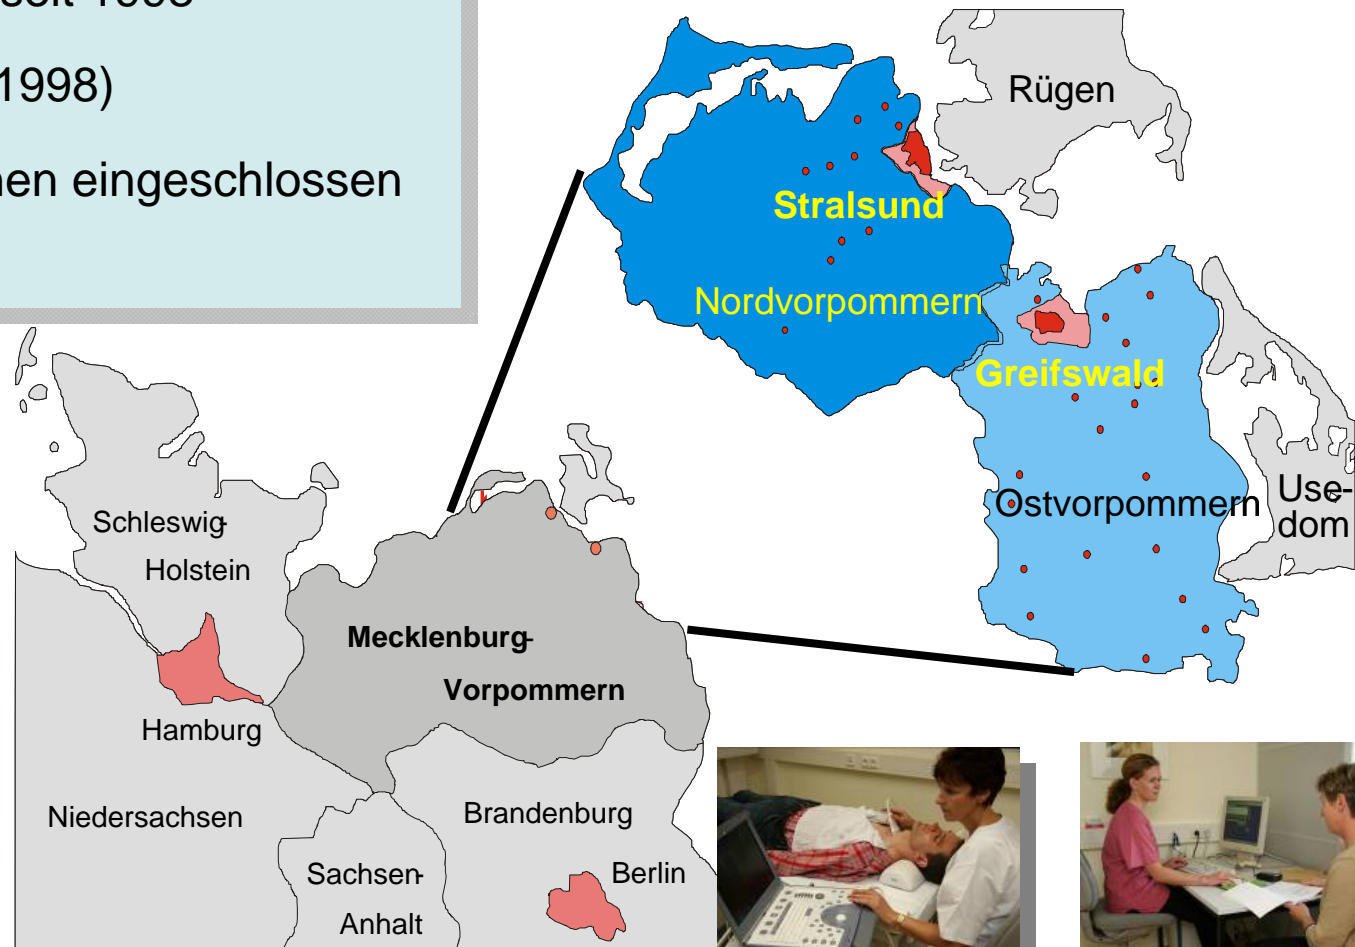 1998)
eingeschlossen
Rügen
Stralsund
Nordvorpommern
Greifswald
Ostvorpommern
Use-
dom
Schleswig-
Holstein
Mecklenburg-
Vorpommern
Hamburg
Niedersachsen
Brandenburg
Sachsen-
Anhalt
Berlin